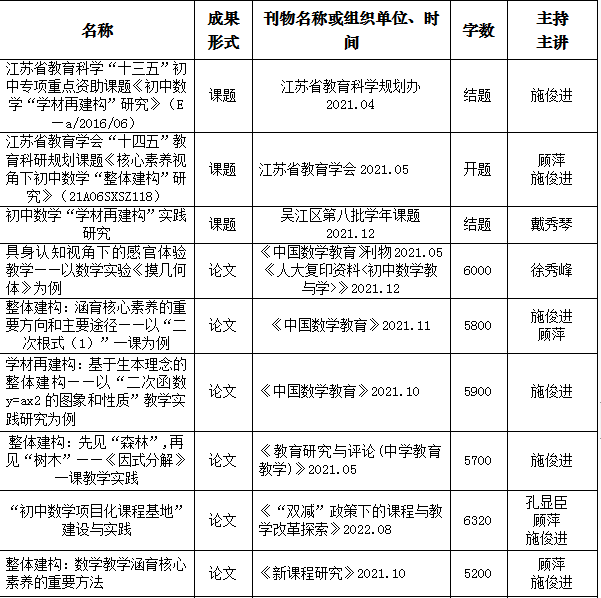 名称
成果
形式
刊物名称或组织单位、时
间
字数
主持
主讲
江苏省教育科学“十三五”初
中专项重点资助课题《初中数
学“学材再建构”研究》（E
—a/2016/06）
课题
江苏省教育科学规划办
2021.04
结题
施俊进
江苏省教育学会“十四五”教
育科研规划课题《核心素养视
角下初中数学“整体建构”研
究》（21A06SXSZ118）
课题
江苏省教育学会 2021.05
开题
顾萍
施俊进
初中数学“学材再建构”实践
研究
课题
吴江区第八批学年课题
2021.12
结题
戴秀琴
具身认知视角下的感官体验
教学——以数学实验《摸几何
体》为例
论文
《中国数学教育》刊物 2021.05
《人大复印资料<初中数学教
与学>》2021.12
6000
徐秀峰
整体建构：涵育核心素养的重
要方向和主要途径——以“二
次根式（1）”一课为例
论文
《中国数学教育》2021.11
5800
施俊进
顾萍
学材再建构：基于生本理念的
整体建构——以“二次函数
y=ax2 的图象和性质”教学实
践研究为例
论文
《中国数学教育》2021.10
5900
施俊进
整体建构：先见“森林”,再
见“树木”——《因式分解》
一课教学实践
论文
《教育研究与评论(中学教育
教学)》2021.05
5700
施俊进
“初中数学项目化课程基地”
建设与实践
论文
《“双减”政策下的课程与教
学改革探索》2022.08
6320
孔显臣
顾萍
施俊进
整体建构：数学教学涵育核心
素养的重要方法
论文
《新课程研究》2021.10
5200
顾萍
施俊进